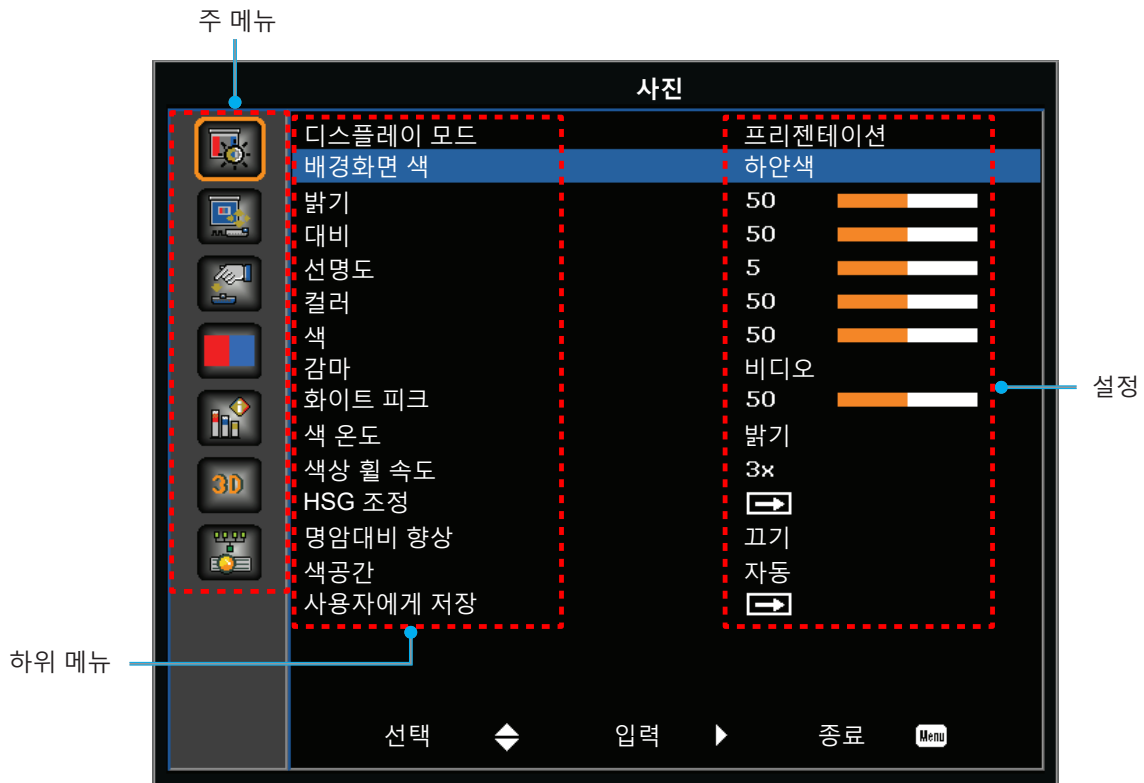 주 메뉴
사진
디스플레이 모드 프리젠테이션
배경화면 색 하얀색
밝기 50
대비 50
선명도 5
컬러 50
색 50
감마 비디오
화이트 피크 50
설정
색 온도 밝기
색상 휠 속도 3x
3D
HSG 조정
명암대비 향상 끄기
색공간 자동
사용자에게 저장
하위 메뉴
선택 입력 종료 Menu